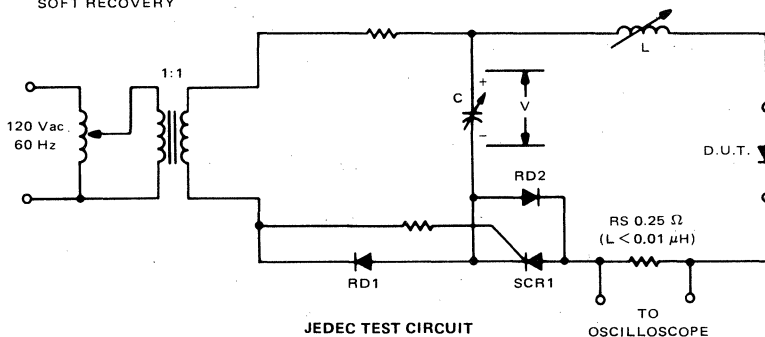 SOFT RECOVERY
1:1
L
120 Vac
60 Hz
C
+
V
−
D.U.T.
RD2
RS 0.25 Ω
(L < 0.01 μH)
RD1
SCR1
TO
OSCILLOSCOPE
JEDEC TEST CIRCUIT